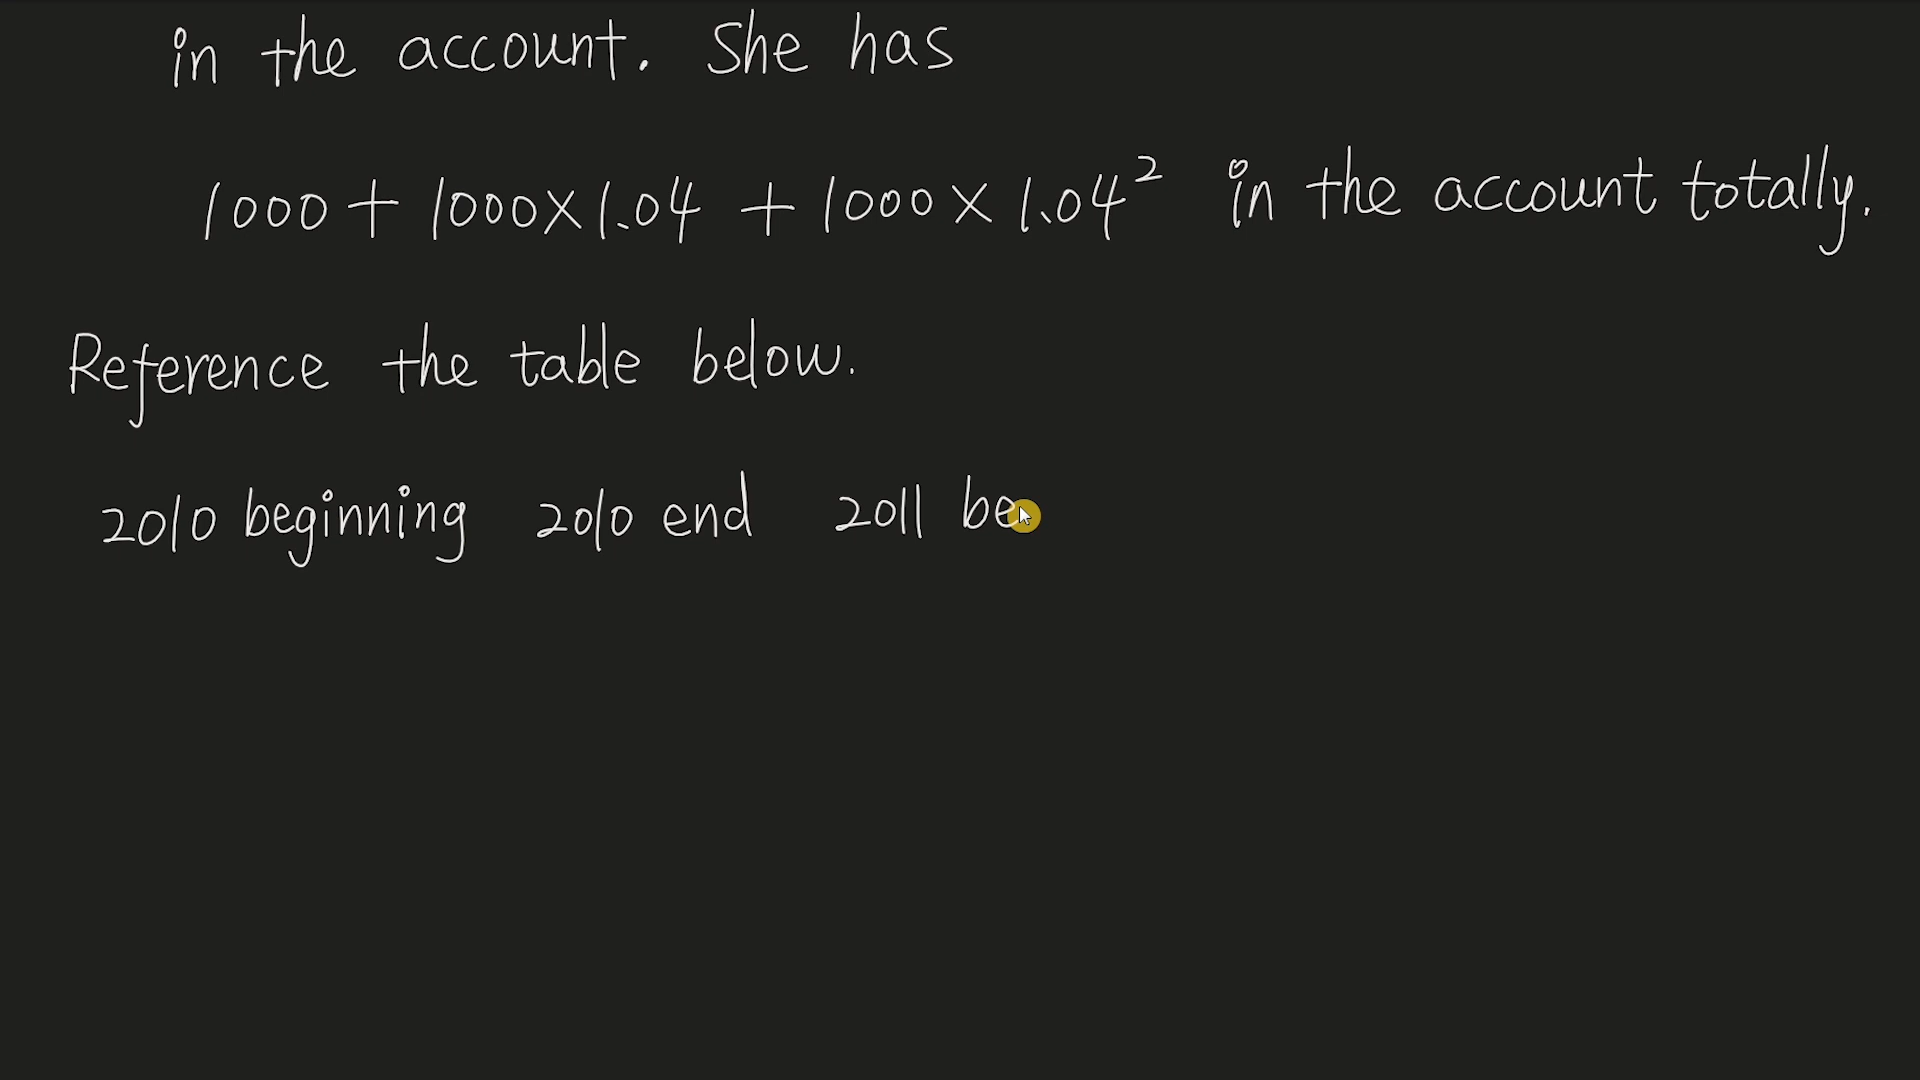 in the account. She has
1000 + 1000 × 1.04 + 1000 × 1.04² in the account totally.
Reference the table below.
2010 beginning 2010 end 2011 be